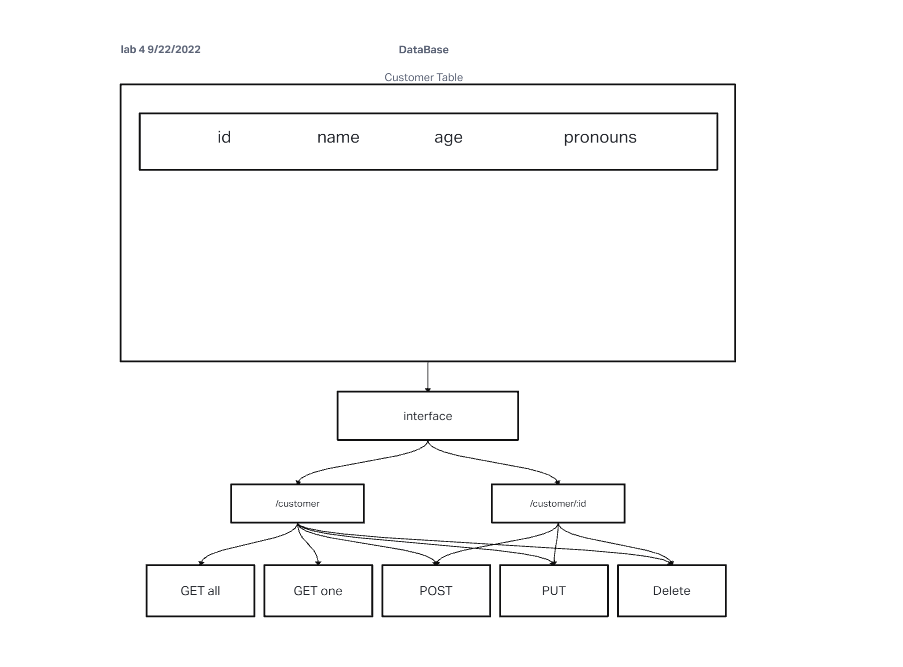 lab 4 9/22/2022 DataBase
Customer Table
id name age pronouns
interface
/customer /customer/:id
GET all GET one POST PUT Delete